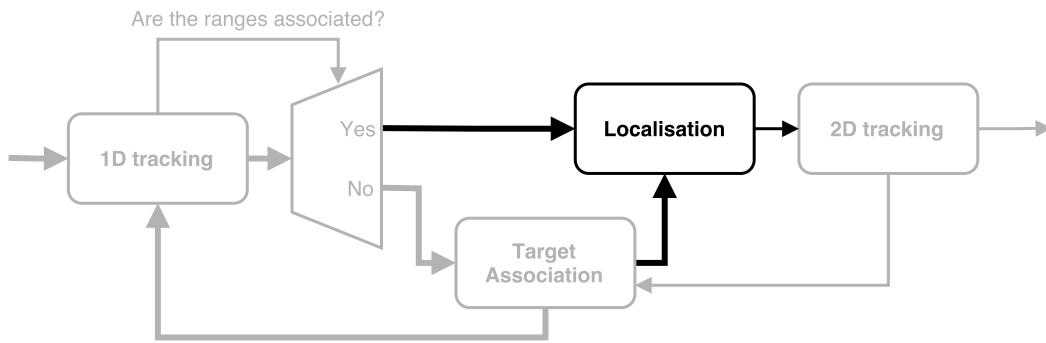 Are the ranges associated?
Yes
Localisation
2D tracking
1D tracking
No
Target
Association